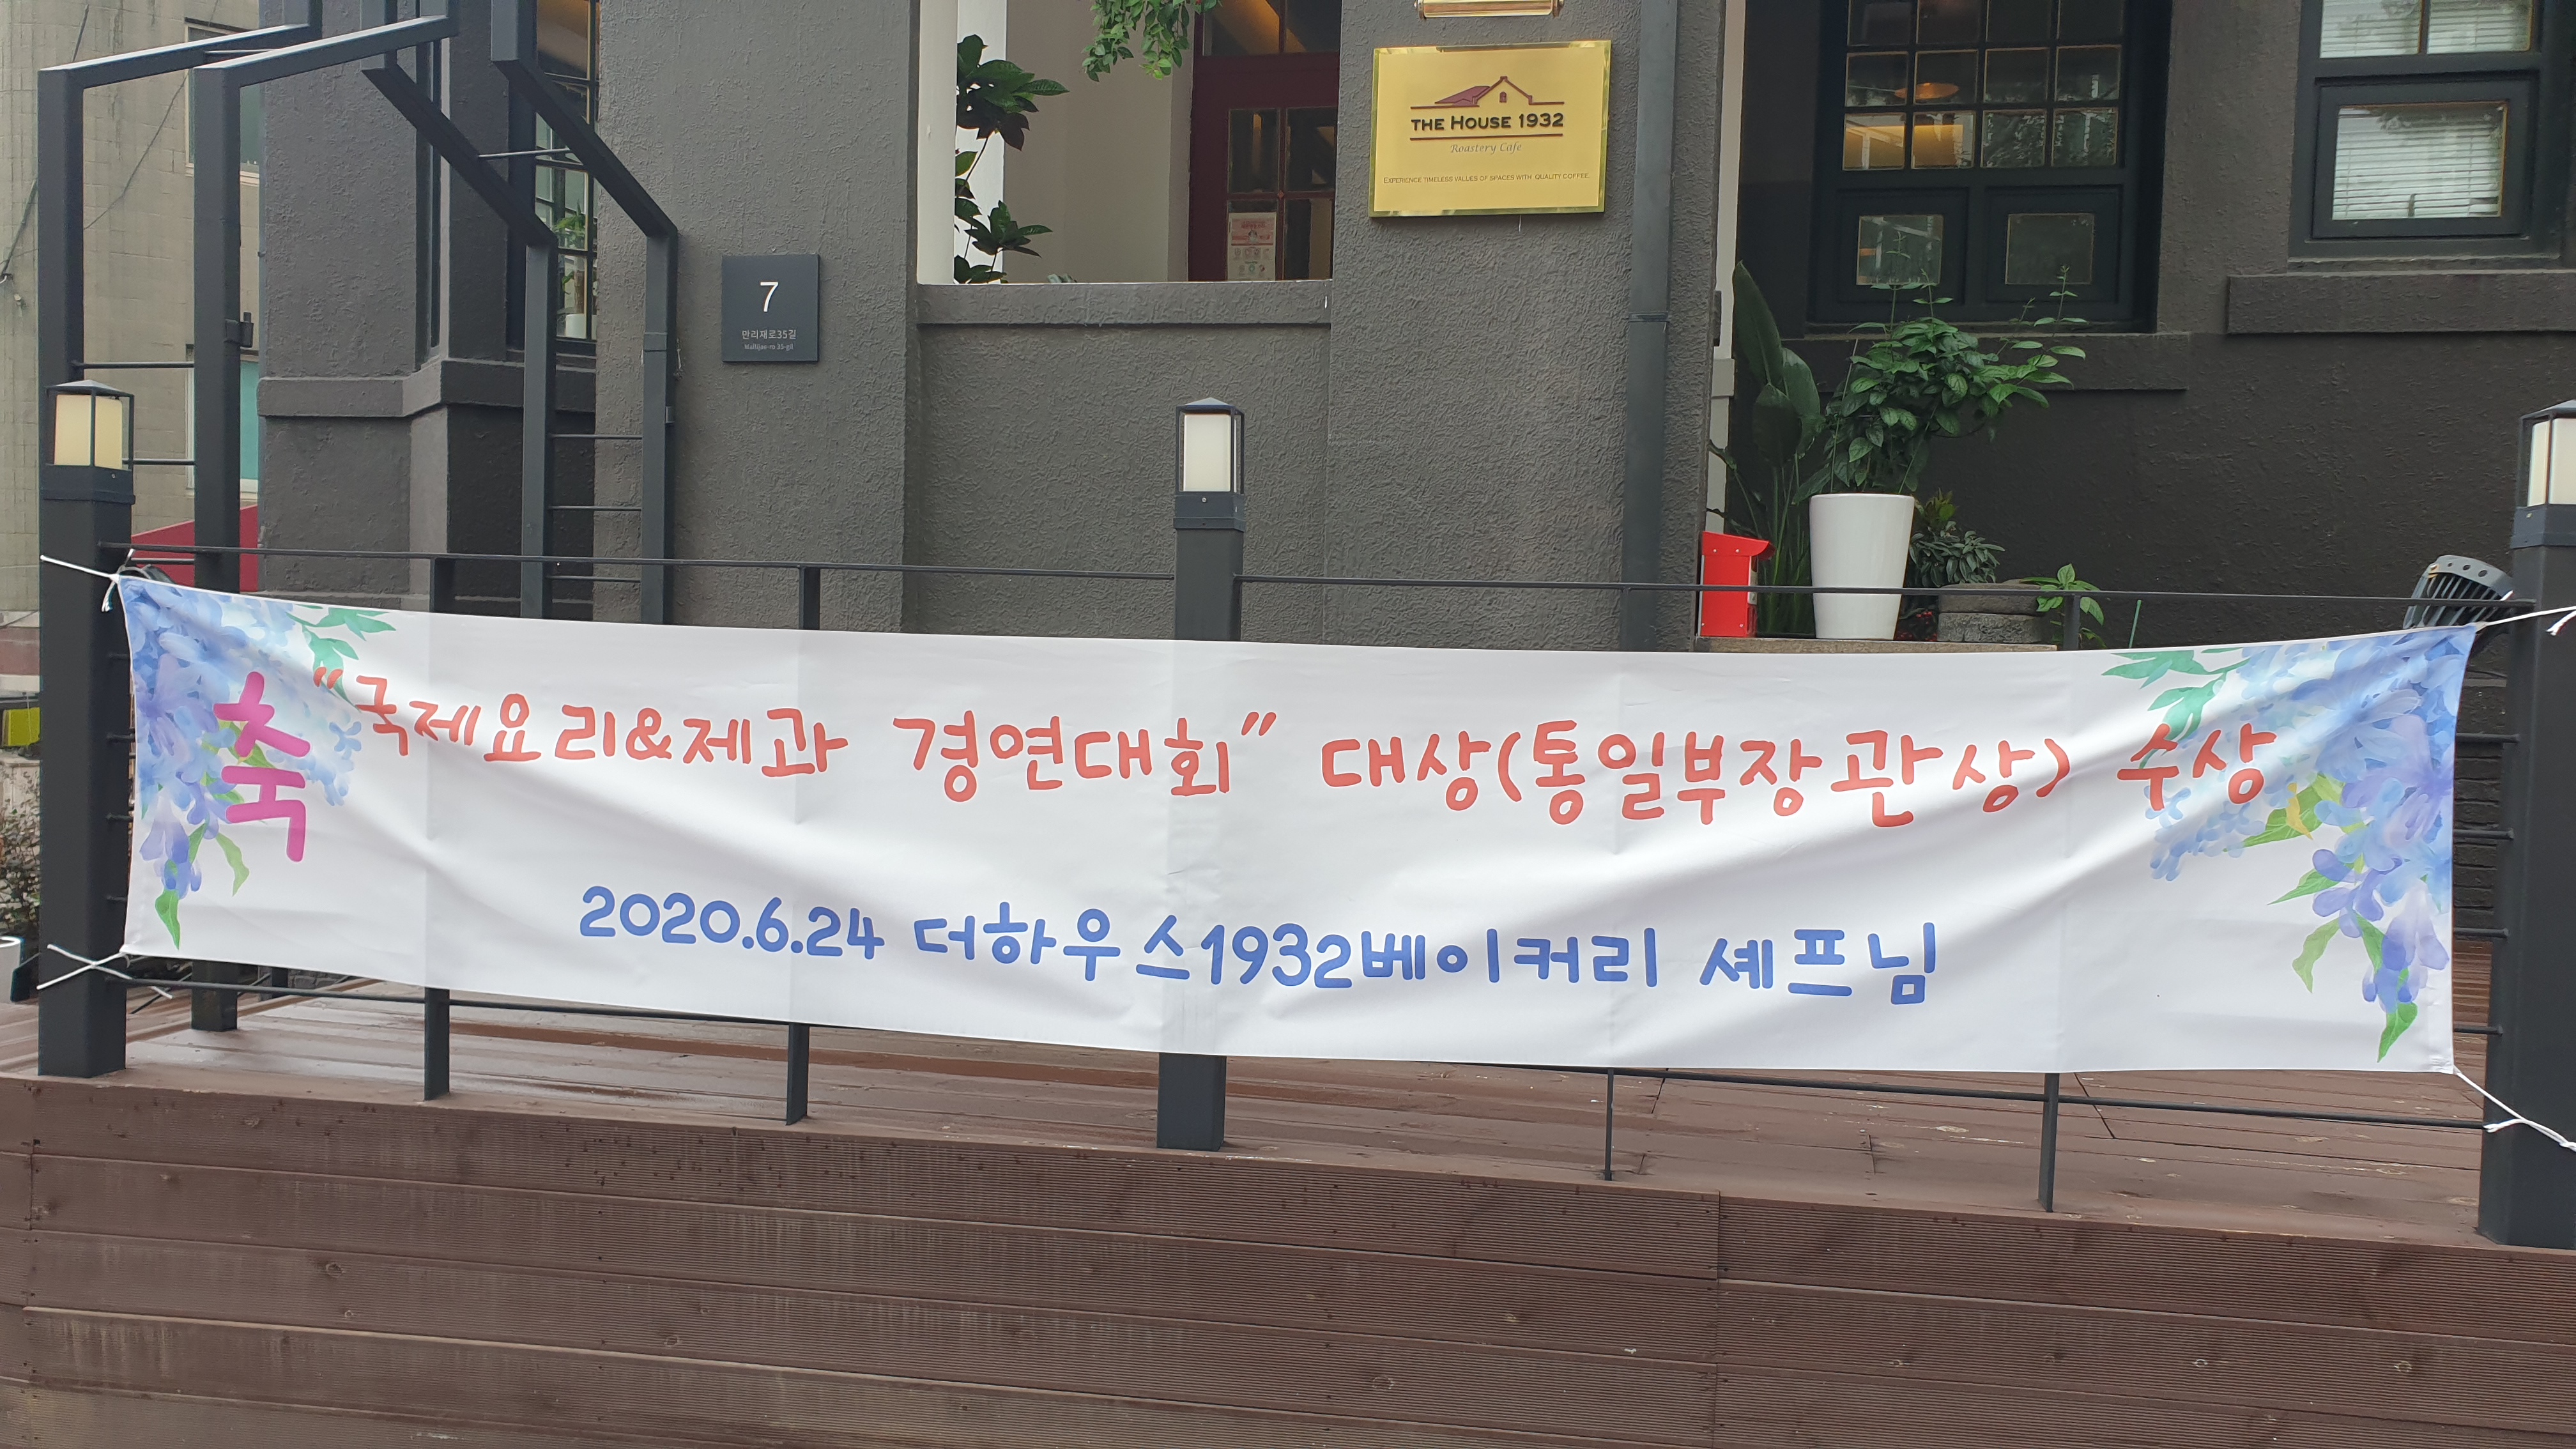 THE HOUSE 1932
Roastery Cafe
EXPERIENCE TIMELESS VALUES OF SPACES WITH QUALITY COFFEE.
7
만리재로35길
Mallijae-ro 35-gil
축 "국제요리&제과 경연대회" 대상(통일부장관상) 수상
2020.6.24 더하우스1932베이커리 셰프님